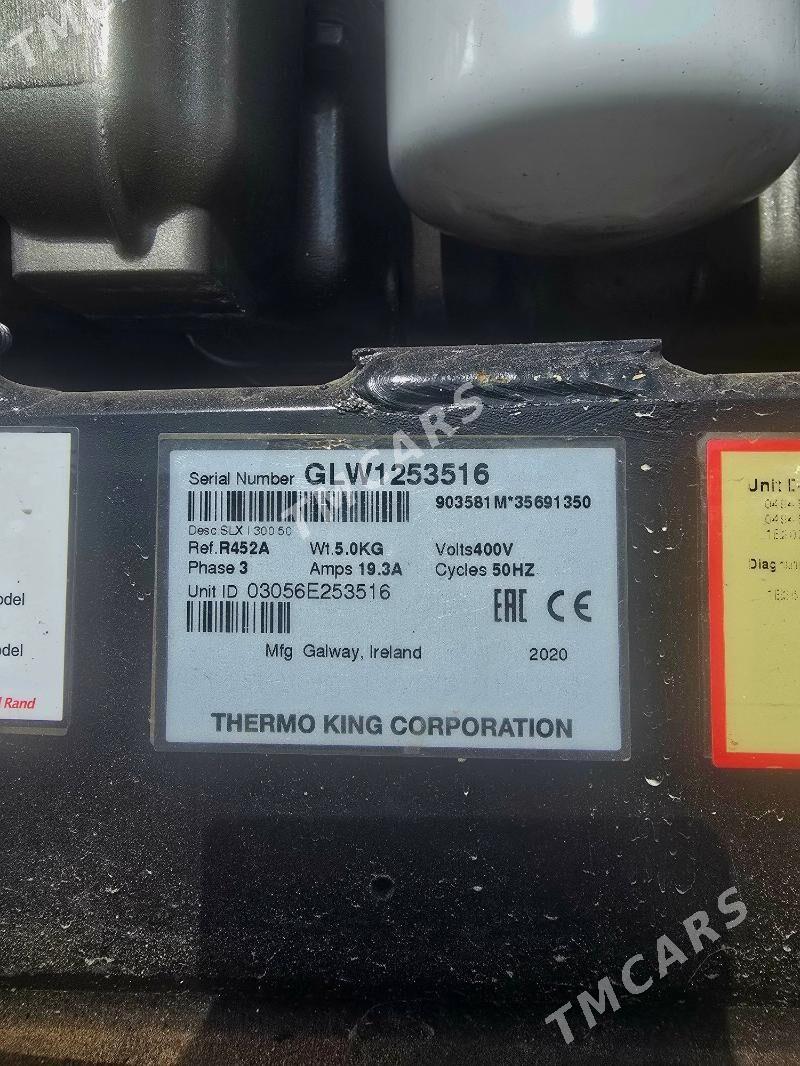 TMCARS
Serial Number GLW1253516
903581M*35691350
Desc SLX I 300 50
Ref.R452A Wt.5.0KG Volts400V
Phase 3 Amps 19.3A Cycles 50HZ
Unit ID 03056E253516
EAC CE
Mfg Galway, Ireland 2020
THERMO KING CORPORATION
TMCARS
odel
odel
Rand
Unit
Diag
TMCARS
TMCARS